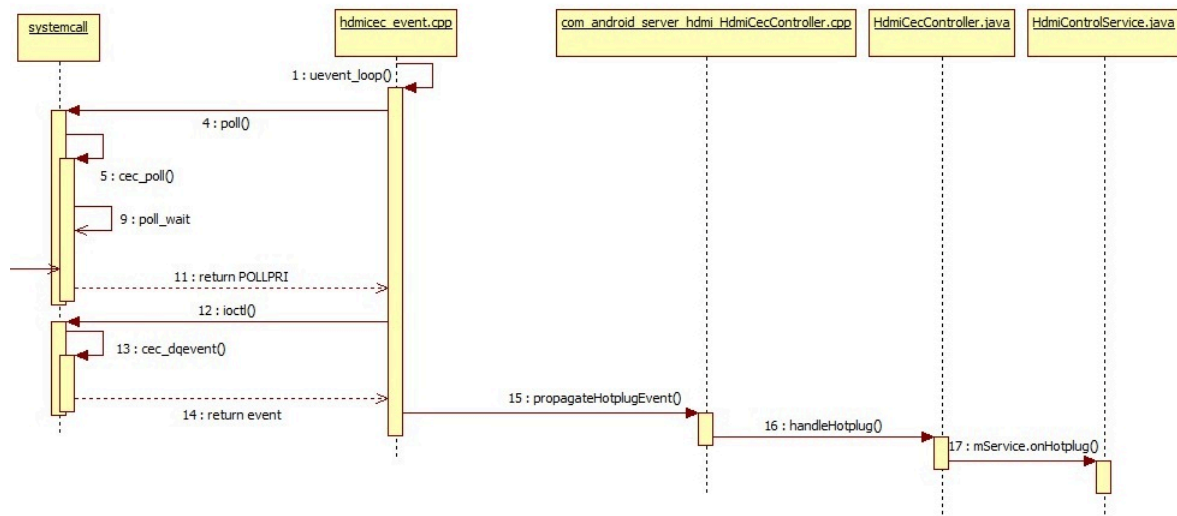 systemcall
hdmicec_event.cpp
com_android_server_hdmi_HdmiCecController.cpp
HdmiCecController.java
HdmiControlService.java
1 : uevent_loop()
4 : poll()
5 : cec_poll()
9 : poll_wait
11 : return POLLPRI
12 : ioctl()
13 : cec_dqevent()
14 : return event
15 : propagateHotplugEvent()
16 : handleHotplug()
17 : mService.onHotplug()